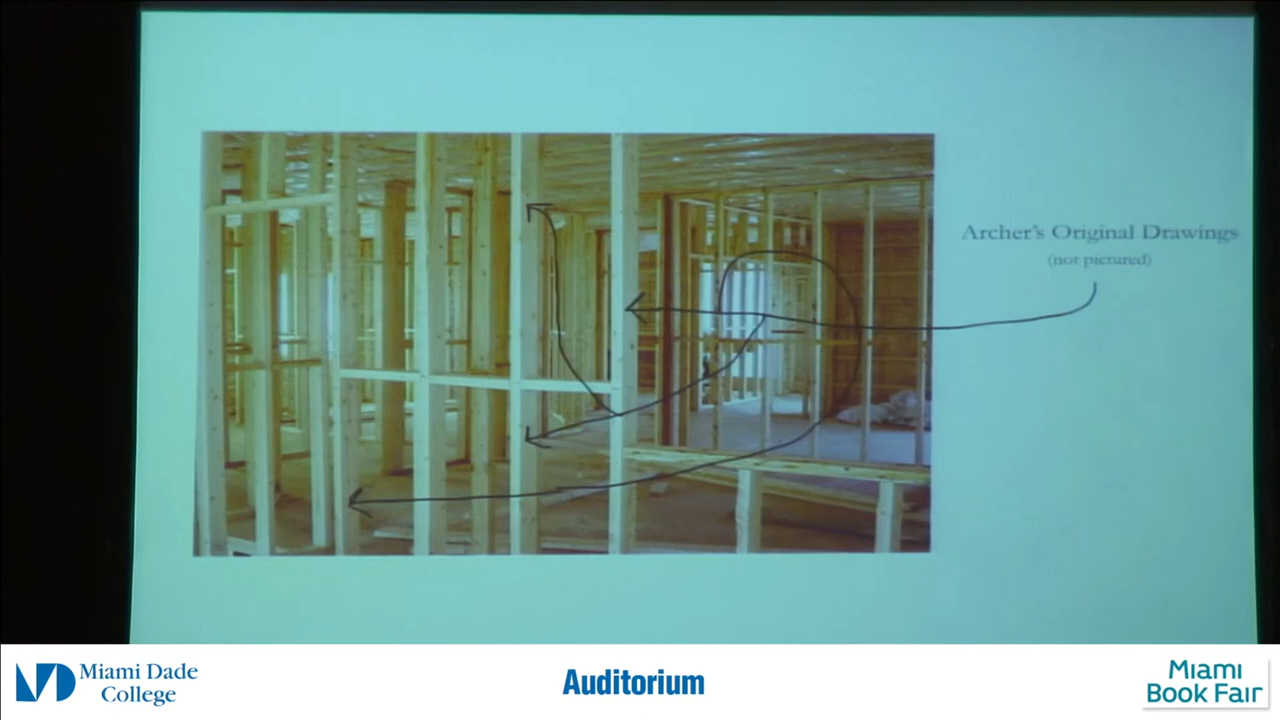 Archer's Original Drawings
(not pictured)
Miami Dade
College
Auditorium
Miami
Book Fair